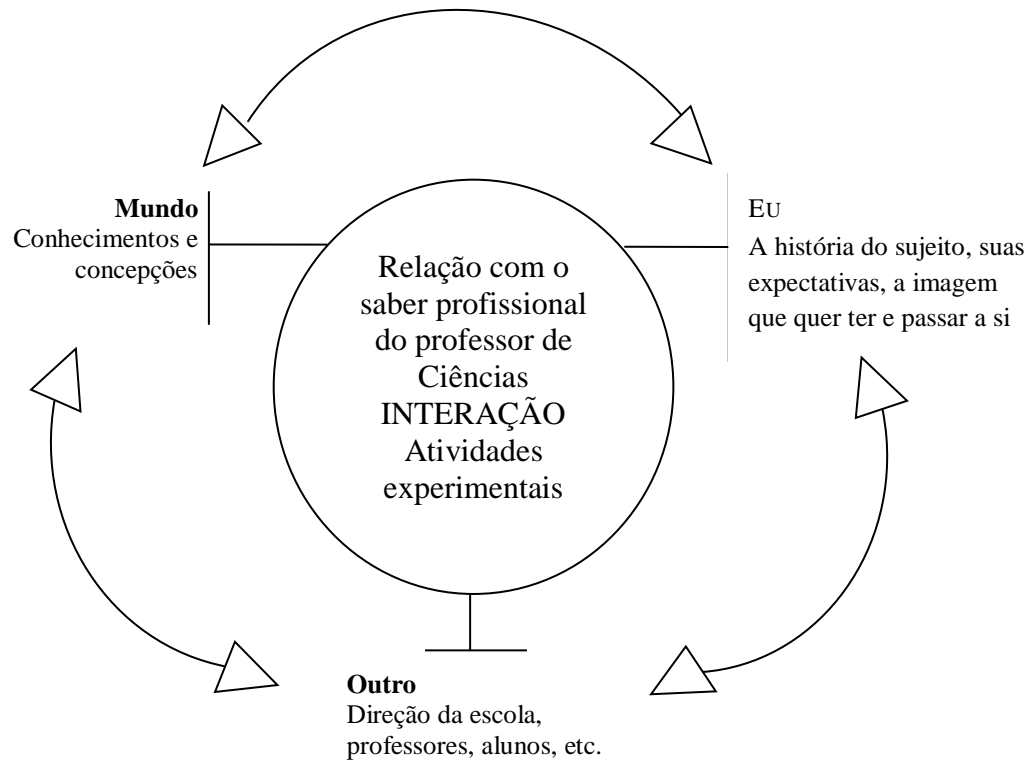 Mundo
Conhecimentos e
concepções
EU
A história do sujeito, suas
expectativas, a imagem
que quer ter e passar a si
Relação com o
saber profissional
do professor de
Ciências
INTERAÇÃO
Atividades
experimentais
Outro
Direção da escola,
professores, alunos, etc.